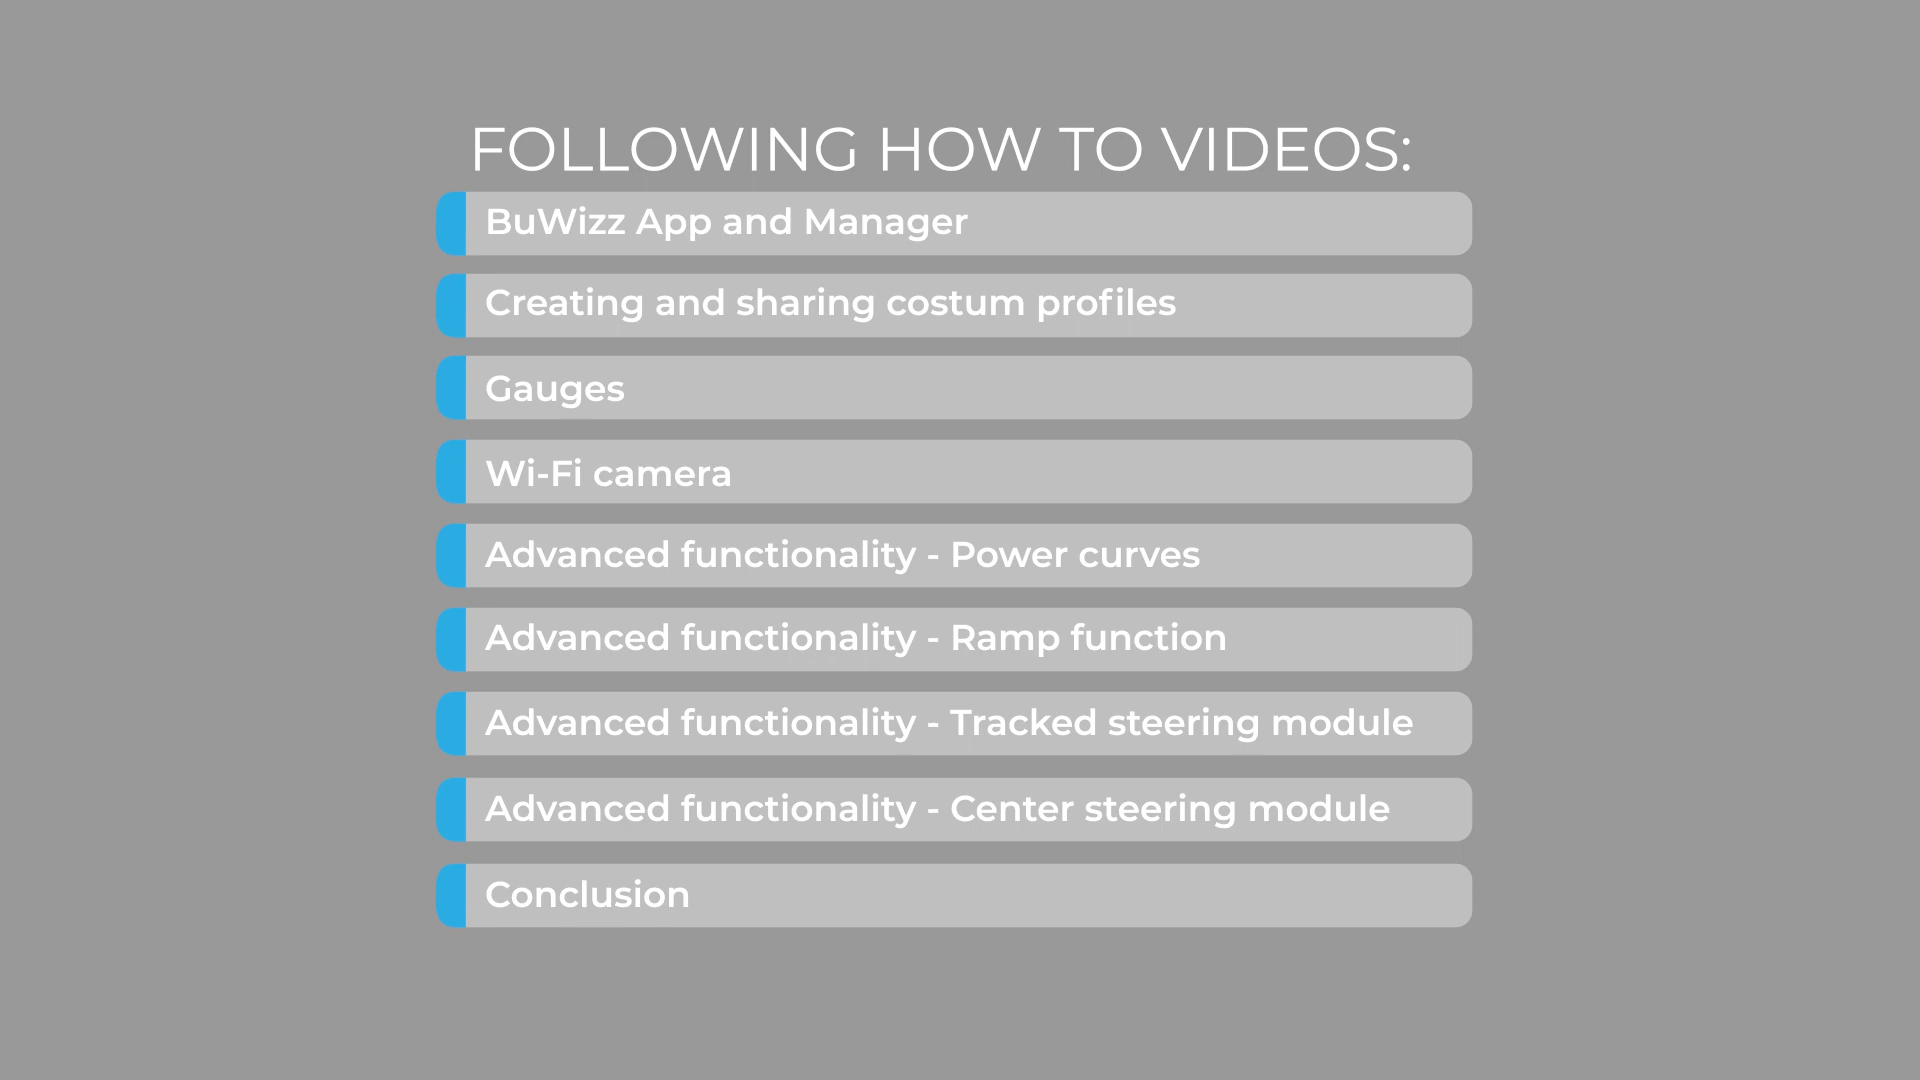 FOLLOWING HOW TO VIDEOS:
BuWizz App and Manager
Creating and sharing costum profiles
Gauges
Wi-Fi camera
Advanced functionality - Power curves
Advanced functionality - Ramp function
Advanced functionality - Tracked steering module
Advanced functionality - Center steering module
Conclusion